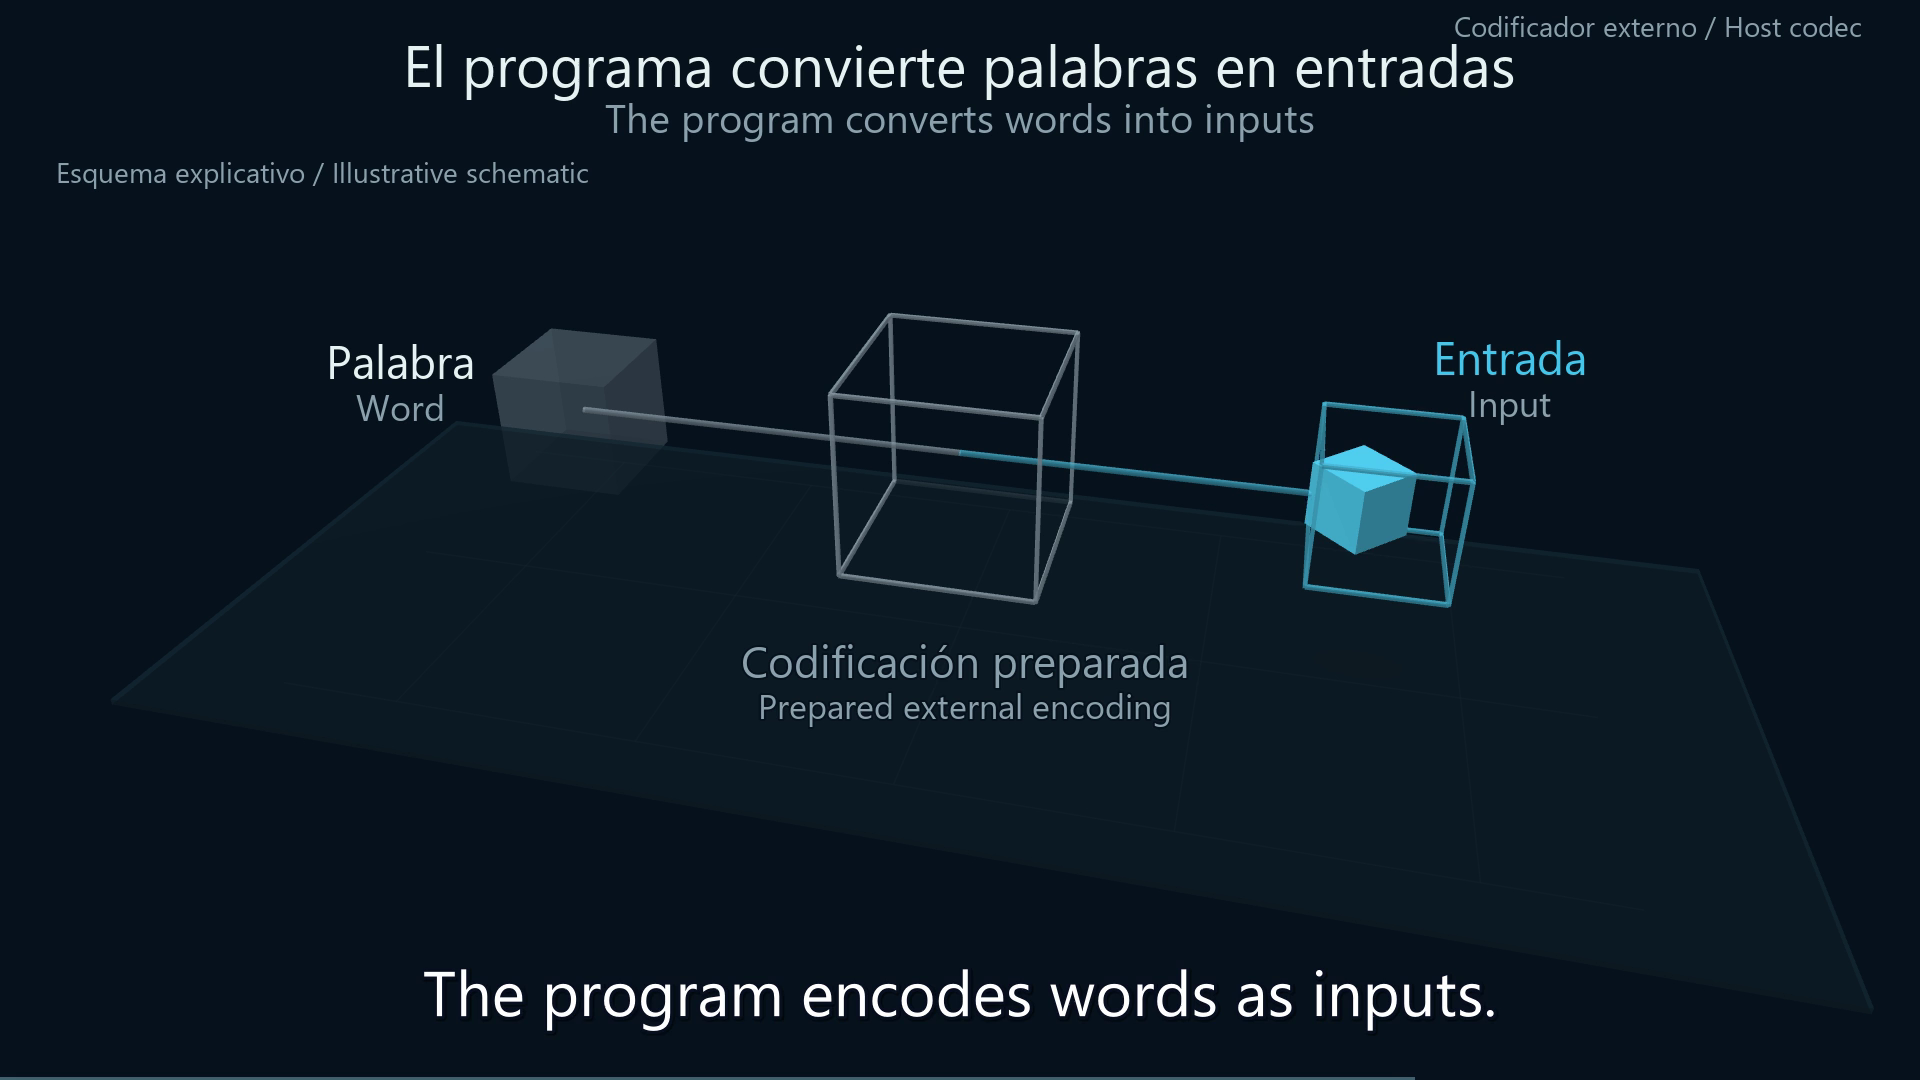 Codificador externo / Host codec
El programa convierte palabras en entradas
The program converts words into inputs
Esquema explicativo / Illustrative schematic
Palabra
Word
Entrada
Input
Codificación preparada
Prepared external encoding
The program encodes words as inputs.